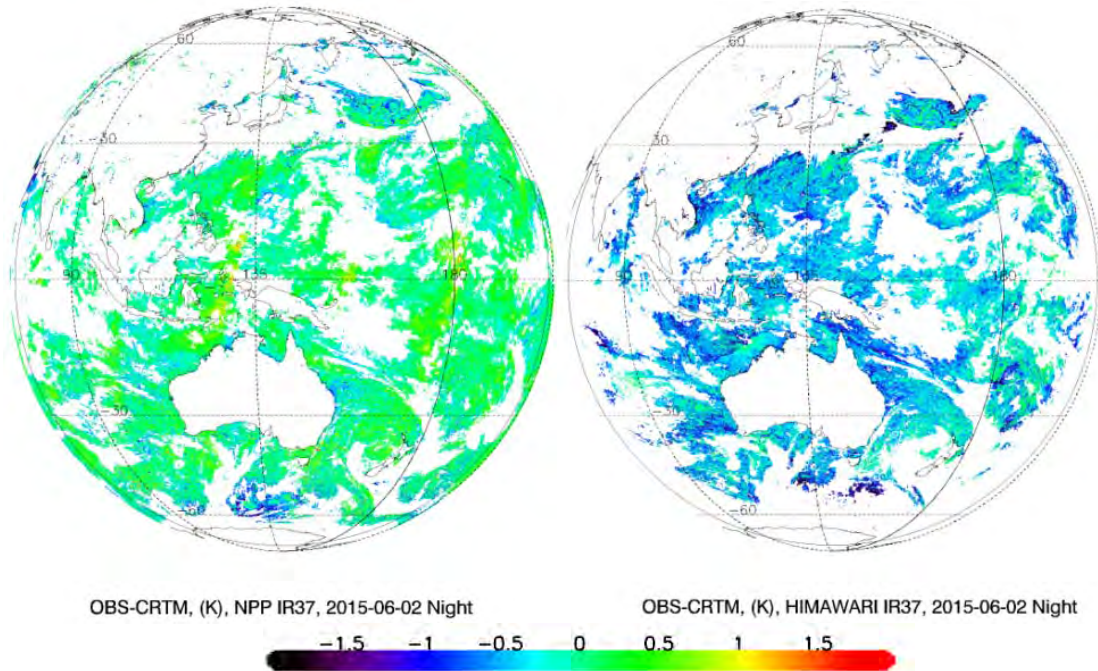 60 60
30 30
90 135 180 90 135 180
-30 -30
-60 -60
OBS-CRTM, (K), NPP IR37, 2015-06-02 Night
OBS-CRTM, (K), HIMAWARI IR37, 2015-06-02 Night
-1.5 -1 -0.5 0 0.5 1 1.5